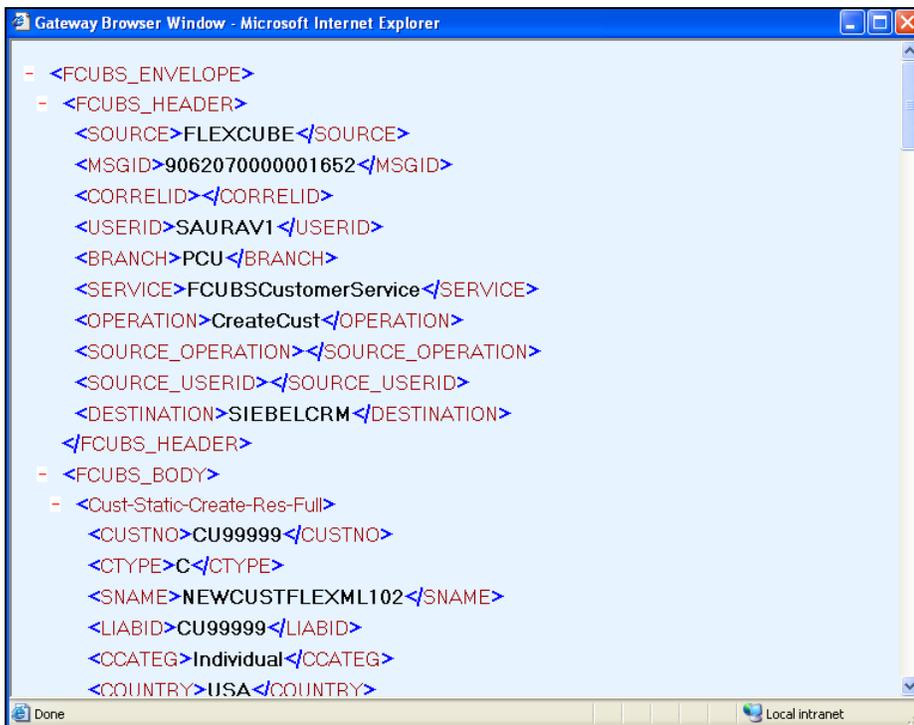 Gateway Browser Window - Microsoft Internet Explorer
- <FCUBS_ENVELOPE>
- <FCUBS_HEADER>
<SOURCE>FLEXCUBE</SOURCE>
<MSGID>9062070000001652</MSGID>
<CORRELID></CORRELID>
<USERID>SAURAV1</USERID>
<BRANCH>PCU</BRANCH>
<SERVICE>FCUBSCustomerService</SERVICE>
<OPERATION>CreateCust</OPERATION>
<SOURCE_OPERATION></SOURCE_OPERATION>
<SOURCE_USERID></SOURCE_USERID>
<DESTINATION>SIEBELCRM</DESTINATION>
</FCUBS_HEADER>
- <FCUBS_BODY>
- <Cust-Static-Create-Res-Full>
<CUSTNO>CU99999</CUSTNO>
<CTYPE>C</CTYPE>
<SNAME>NEWCUSTFLEXML102</SNAME>
<LIABID>CU99999</LIABID>
<CCATEG>Individual</CCATEG>
<COUNTRY>USA</COUNTRY>
Done
Local intranet